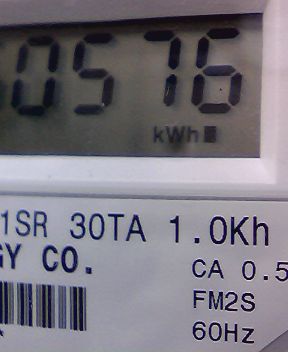 0576
kWh
1SR 30TA 1.0Kh
GY CO.
CA 0.5
FM2S
60Hz